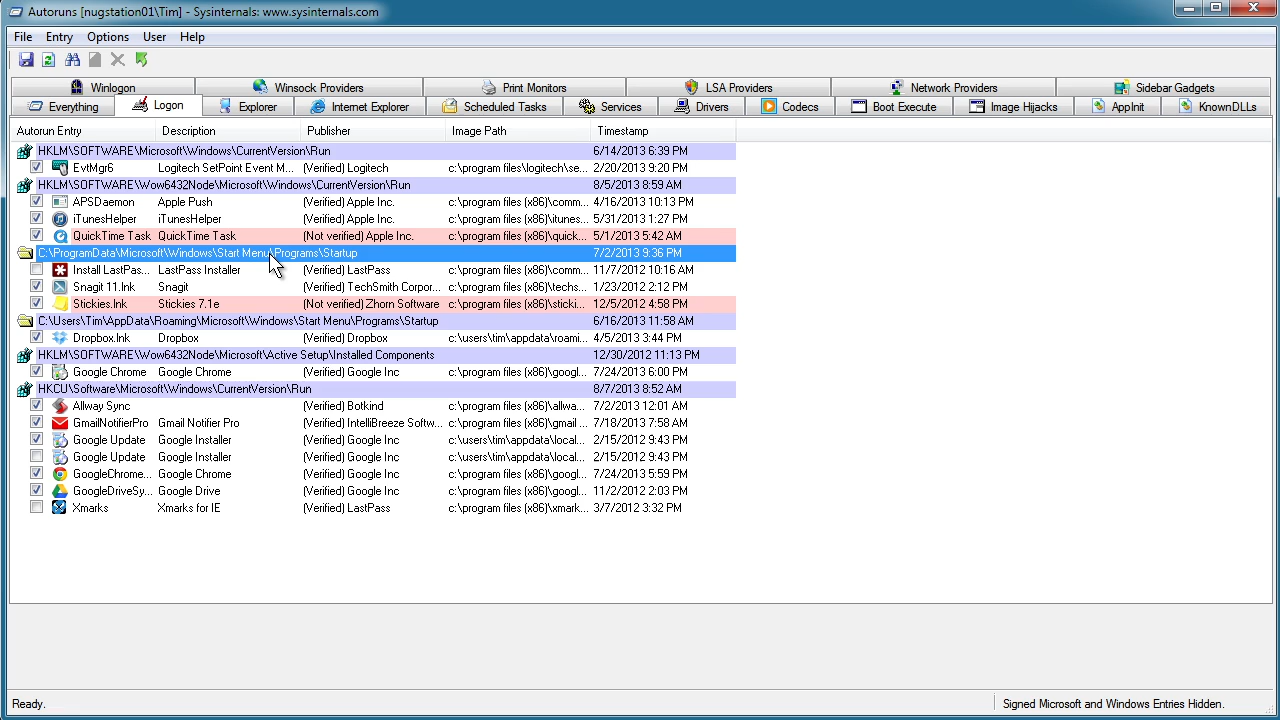 Autoruns [nugstation01\Tim] - Sysinternals: www.sysinternals.com
File Entry Options User Help
Winlogon Winsock Providers Print Monitors LSA Providers Network Providers Sidebar Gadgets
Everything Logon Explorer Internet Explorer Scheduled Tasks Services Drivers Codecs Boot Execute Image Hijacks AppInit KnownDLLs
Autorun Entry Description Publisher Image Path Timestamp
HKLM\SOFTWARE\Microsoft\Windows\CurrentVersion\Run 6/14/2013 6:39 PM
EvtMgr6 Logitech SetPoint Event M... (Verified) Logitech c:\program files\logitech\se... 2/20/2013 9:20 PM
HKLM\SOFTWARE\Wow6432Node\Microsoft\Windows\CurrentVersion\Run 8/5/2013 8:59 AM
APSDaemon Apple Push (Verified) Apple Inc. c:\program files (x86)\comm... 4/16/2013 10:13 PM
iTunesHelper iTunesHelper (Verified) Apple Inc. c:\program files (x86)\itunes... 5/31/2013 1:27 PM
QuickTime Task QuickTime Task (Not verified) Apple Inc. c:\program files (x86)\quick... 5/1/2013 5:42 AM
C:\ProgramData\Microsoft\Windows\Start Menu\Programs\Startup 7/2/2013 9:36 PM
Install LastPas... LastPass Installer (Verified) LastPass c:\program files (x86)\comm... 11/7/2012 10:16 AM
Snagit 11.lnk Snagit (Verified) TechSmith Corpor... c:\program files (x86)\techs... 1/23/2012 2:12 PM
Stickies.lnk Stickies 7.1e (Not verified) Zhorn Software c:\program files (x86)\sticki... 12/5/2012 4:58 PM
C:\Users\Tim\AppData\Roaming\Microsoft\Windows\Start Menu\Programs\Startup 6/16/2013 11:58 AM
Dropbox.lnk Dropbox (Verified) Dropbox c:\users\tim\appdata\roami... 4/5/2013 3:44 PM
HKLM\SOFTWARE\Wow6432Node\Microsoft\Active Setup\Installed Components 12/30/2012 11:13 PM
Google Chrome Google Chrome (Verified) Google Inc c:\program files (x86)\googl... 7/24/2013 6:00 PM
HKCU\Software\Microsoft\Windows\CurrentVersion\Run 8/7/2013 8:52 AM
Allway Sync (Verified) Botkind c:\program files (x86)\allwa... 7/2/2013 12:01 AM
GmailNotifierPro Gmail Notifier Pro (Verified) IntelliBreeze Softw... c:\program files (x86)\gmail ... 7/18/2013 7:58 AM
Google Update Google Installer (Verified) Google Inc c:\users\tim\appdata\local... 2/15/2012 9:43 PM
Google Update Google Installer (Verified) Google Inc c:\users\tim\appdata\local... 2/15/2012 9:43 PM
GoogleChrome... Google Chrome (Verified) Google Inc c:\program files (x86)\googl... 7/24/2013 5:59 PM
GoogleDriveSy... Google Drive (Verified) Google Inc c:\program files (x86)\googl... 11/2/2012 2:03 PM
Xmarks Xmarks for IE (Verified) LastPass c:\program files (x86)\xmark... 3/7/2012 3:32 PM
Ready. Signed Microsoft and Windows Entries Hidden.